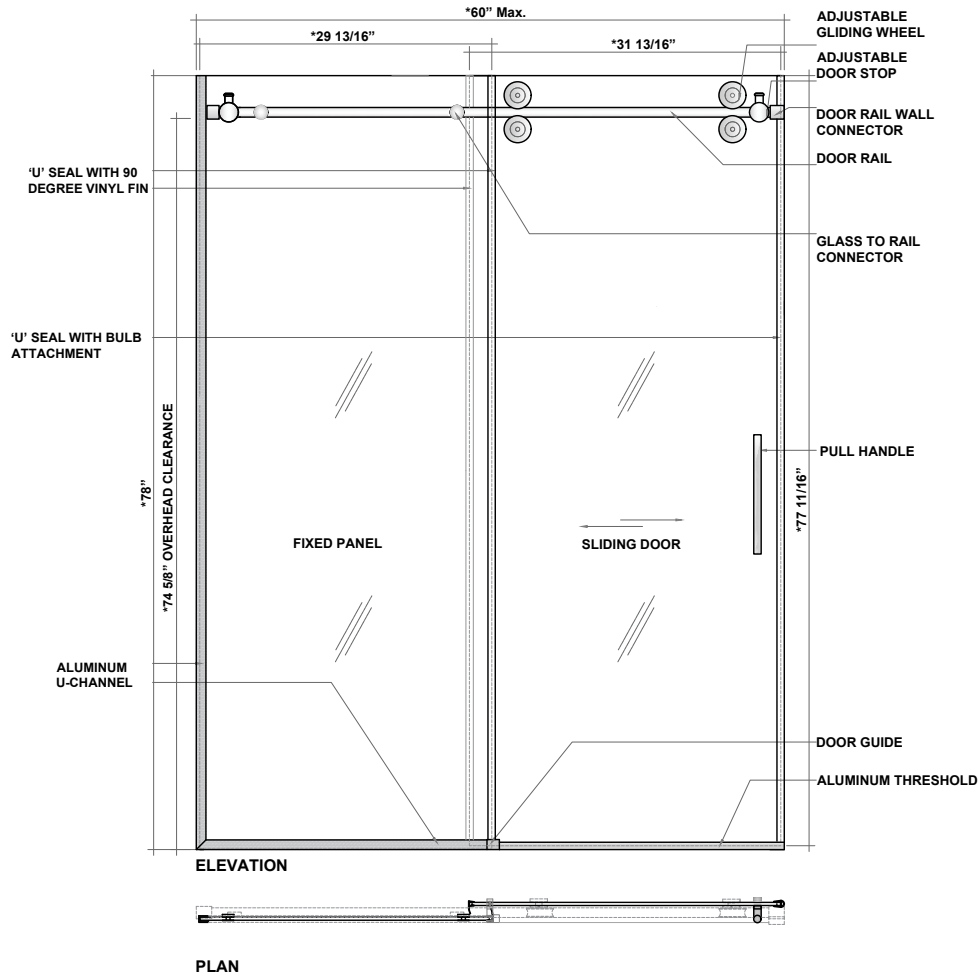 *60” Max.
*29 13/16”
*31 13/16”
ADJUSTABLE
GLIDING WHEEL
ADJUSTABLE
DOOR STOP
DOOR RAIL WALL
CONNECTOR
DOOR RAIL
‘U’ SEAL WITH 90
DEGREE VINYL FIN
GLASS TO RAIL
CONNECTOR
‘U’ SEAL WITH BULB
ATTACHMENT
*78”
*74 5/8” OVERHEAD CLEARANCE
PULL HANDLE
*77 11/16”
FIXED PANEL
SLIDING DOOR
ALUMINUM
U-CHANNEL
DOOR GUIDE
ALUMINUM THRESHOLD
ELEVATION
PLAN